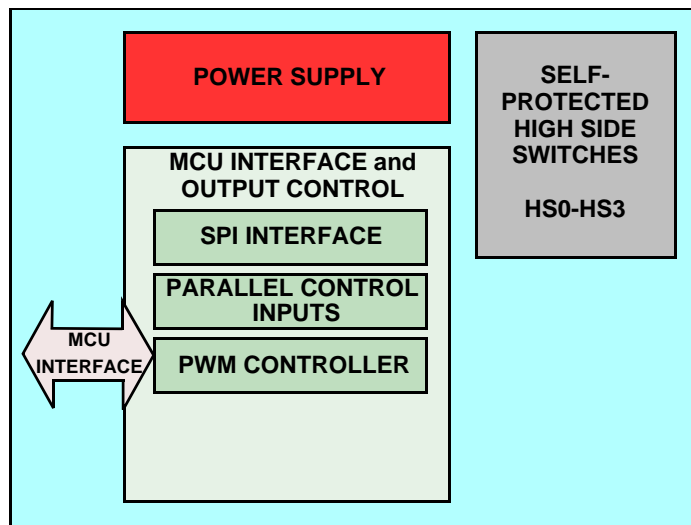 POWER SUPPLY
SELF-
PROTECTED
HIGH SIDE
SWITCHES
HS0-HS3
MCU INTERFACE and
OUTPUT CONTROL
SPI INTERFACE
PARALLEL CONTROL
INPUTS
PWM CONTROLLER
MCU
INTERFACE